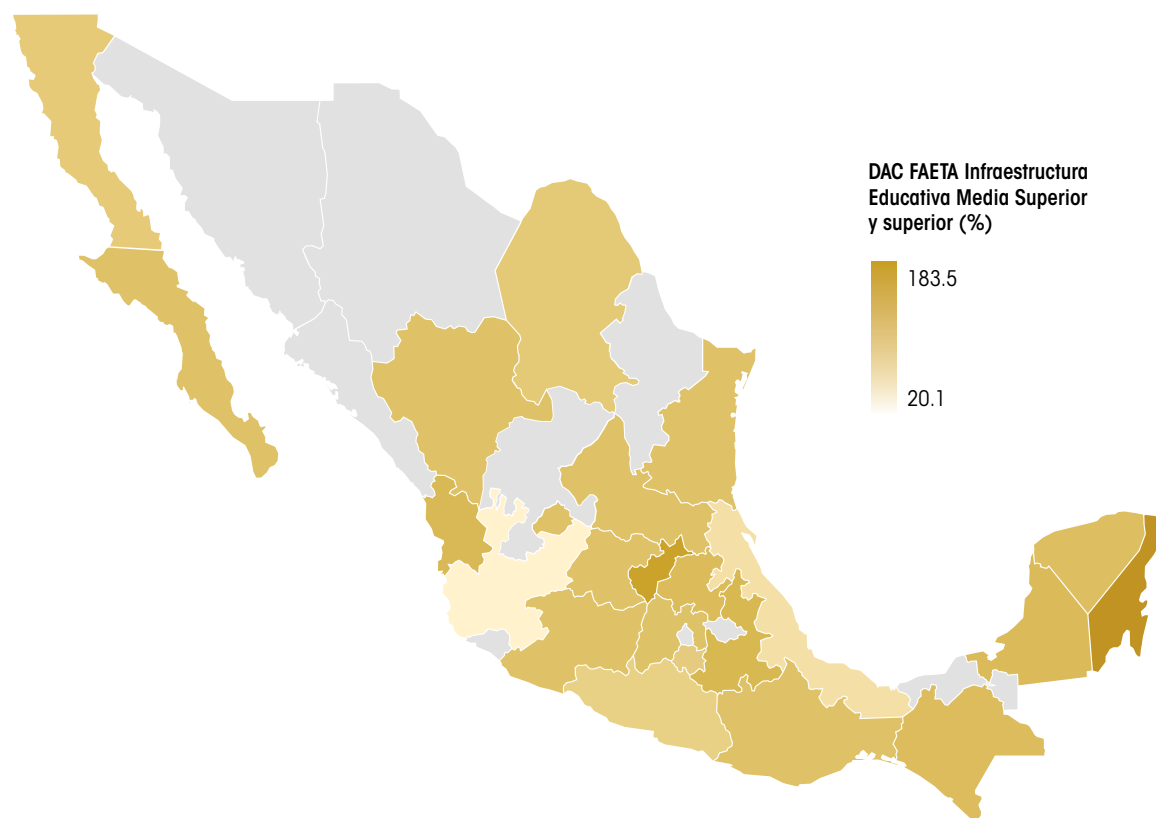 DAC FAETA Infraestructura
Educativa Media Superior
y superior (%)
183.5
20.1